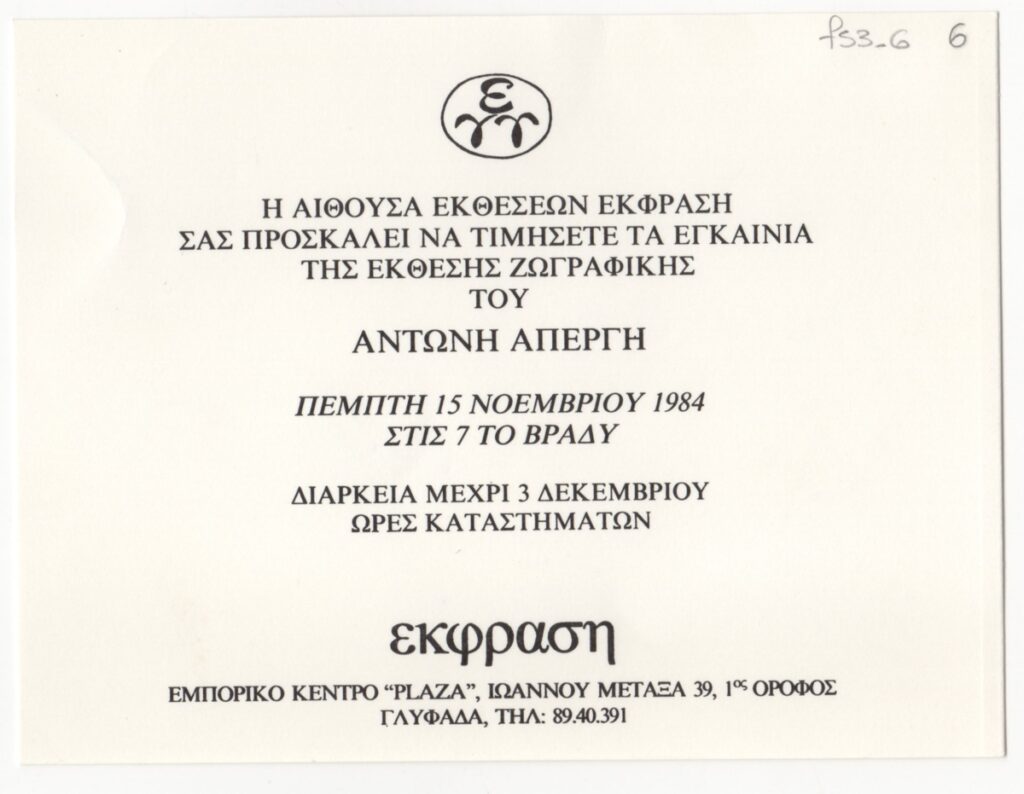 fs3-6 6
Η ΑΙΘΟΥΣΑ ΕΚΘΕΣΕΩΝ ΕΚΦΡΑΣΗ
ΣΑΣ ΠΡΟΣΚΑΛΕΙ ΝΑ ΤΙΜΗΣΕΤΕ ΤΑ ΕΓΚΑΙΝΙΑ
ΤΗΣ ΕΚΘΕΣΗΣ ΖΩΓΡΑΦΙΚΗΣ
ΤΟΥ
ΑΝΤΩΝΗ ΑΠΕΡΓΗ
ΠΕΜΠΤΗ 15 ΝΟΕΜΒΡΙΟΥ 1984
ΣΤΙΣ 7 ΤΟ ΒΡΑΔΥ
ΔΙΑΡΚΕΙΑ ΜΕΧΡΙ 3 ΔΕΚΕΜΒΡΙΟΥ
ΩΡΕΣ ΚΑΤΑΣΤΗΜΑΤΩΝ
εκφραση
ΕΜΠΟΡΙΚΟ ΚΕΝΤΡΟ “PLAZA”, ΙΩΑΝΝΟΥ ΜΕΤΑΞΑ 39, 1ος ΟΡΟΦΟΣ
ΓΛΥΦΑΔΑ, ΤΗΛ: 89.40.391